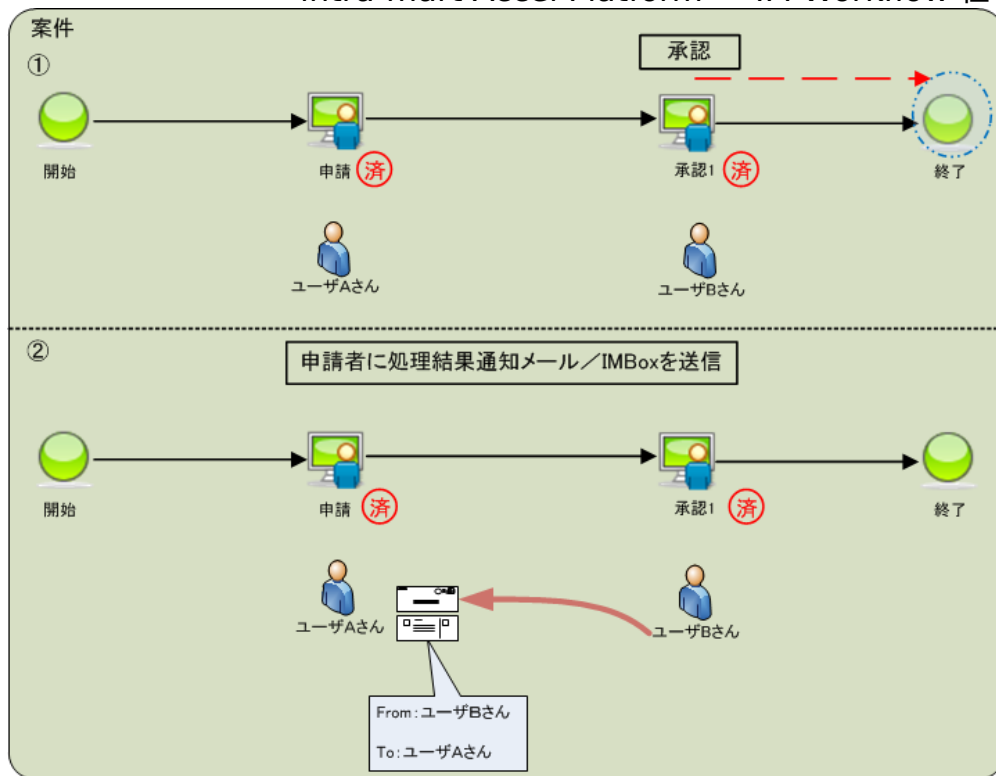 案件
①
承認
開始
申請
済
承認1
済
終了
ユーザAさん
ユーザBさん
②
申請者に処理結果通知メール／IMBoxを送信
開始
申請
済
承認1
済
終了
ユーザAさん
ユーザBさん
From：ユーザBさん
To：ユーザAさん